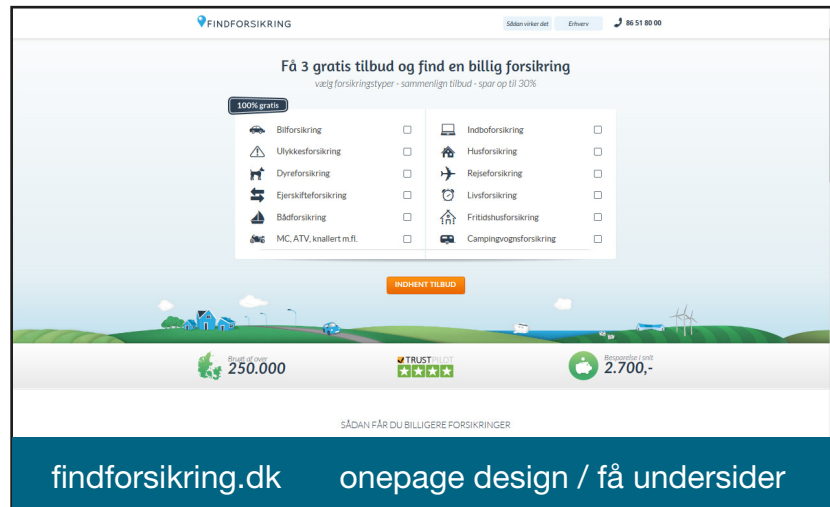 FINDFORSIKRING
Sådan virker det
Erhverv
86 51 80 00
Få 3 gratis tilbud og find en billig forsikring
vælg forsikringstyper - sammenlign tilbud - spar op til 30%
100% gratis
Bilforsikring
Indboforsikring
Ulykkesforsikring
Husforsikring
Dyreforsikring
Rejseforsikring
Ejerskifteforsikring
Livsforsikring
Bådforsikring
Fritidshusforsikring
MC, ATV, knallert m.fl.
Campingvognsforsikring
INDHENT TILBUD
Brugt af over
250.000
TRUSTPILOT
Besparelse i snit
2.700,-
SÅDAN FÅR DU BILLIGERE FORSIKRINGER
findforsikring.dk onepage design / få undersider